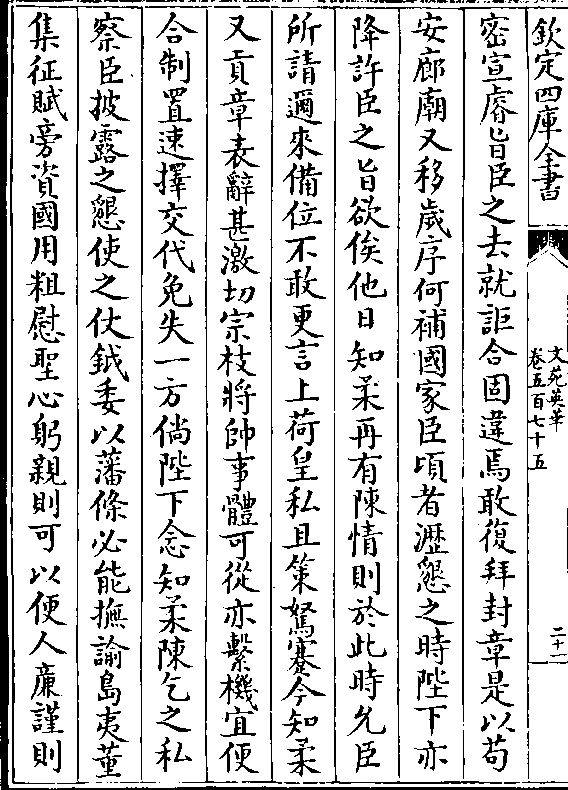 欽定四庫全書
文苑英華
卷五百七十五
二十一
密宣睿旨臣之去就詎合固違焉敢復拜封章是以苟
安廊廟又移歲序何補國家臣頃者瀝懇之時陛下亦
降許臣之旨欲俟他日知柔再有陳情則於此時允臣
所請邇來備位不敢更言上荷皇私且策駑蹇今知柔
又貢章表辭甚激切宗枝將帥事體可從亦繫機宜便
合制置速擇交代免失一方倘陛下念知柔陳乞之私
察臣披露之懇使之仗鉞委以藩條必能撫諭島夷董
集征賦旁資國用粗慰聖心躬親則可以便人廉謹則